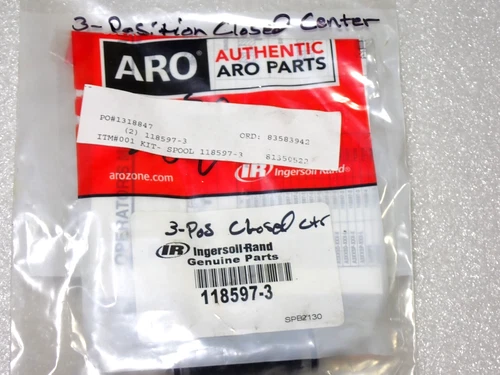 3-Position Closed Center
ARO
AUTHENTIC
ARO PARTS
PO#1318847
(2) 118597-3 ORD: 83583942
ITM#001 KIT- SPOOL 118597-3
arozone.com
IR Ingersoll Rand
3-Pos Closed Ctr
IR Ingersoll-Rand
Genuine Parts
118597-3
SPB2130